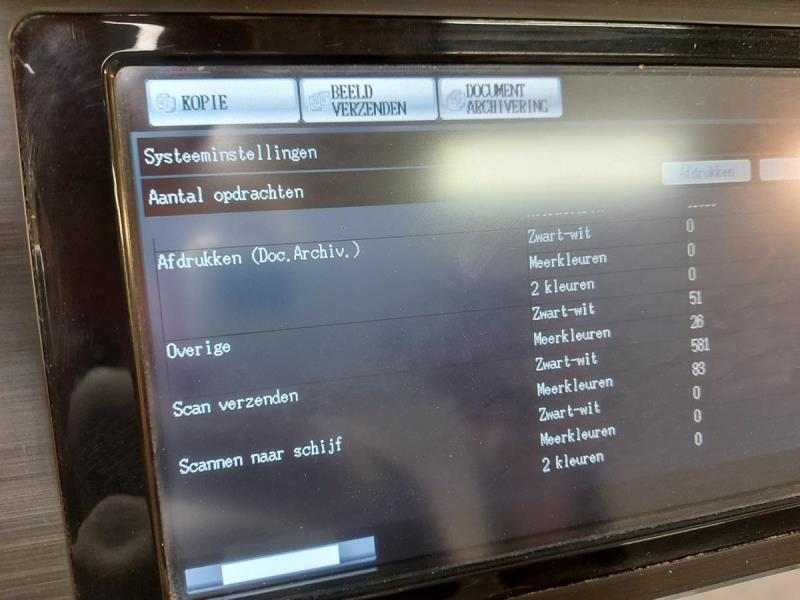 KOPIE
BEELD
VERZENDEN
DOCUMENT
ARCHIVERING
Systeeminstellingen
Aantal opdrachten
Afdrukken
Afdrukken (Doc.Archiv.)
Zwart-wit 0
Meerkleuren 0
2 kleuren 0
Overige
Zwart-wit 51
Meerkleuren 26
Scan verzenden
Zwart-wit 581
Meerkleuren 83
Scannen naar schijf
Zwart-wit 0
Meerkleuren 0
2 kleuren 0